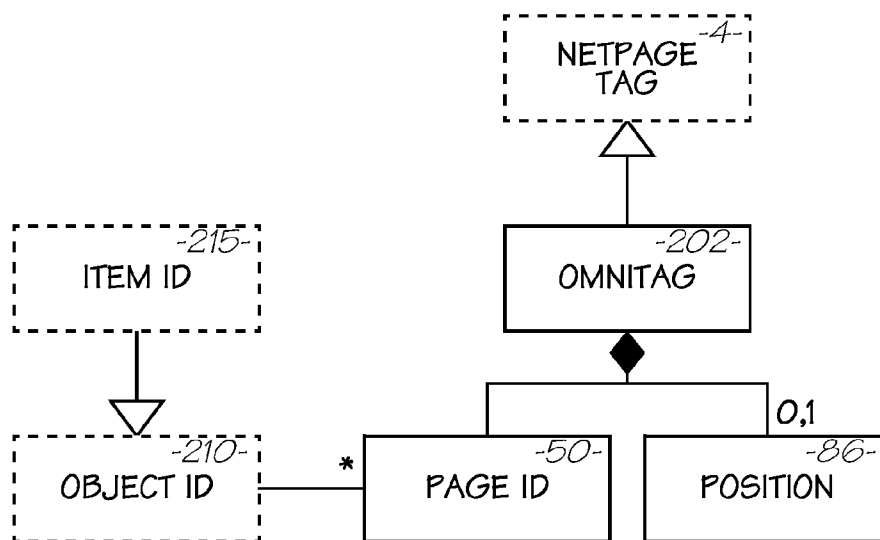 -4-
NETPAGE
TAG
-215-
ITEM ID
-202-
OMNITAG
0,1
-210-
OBJECT ID
*
-50-
PAGE ID
-86-
POSITION